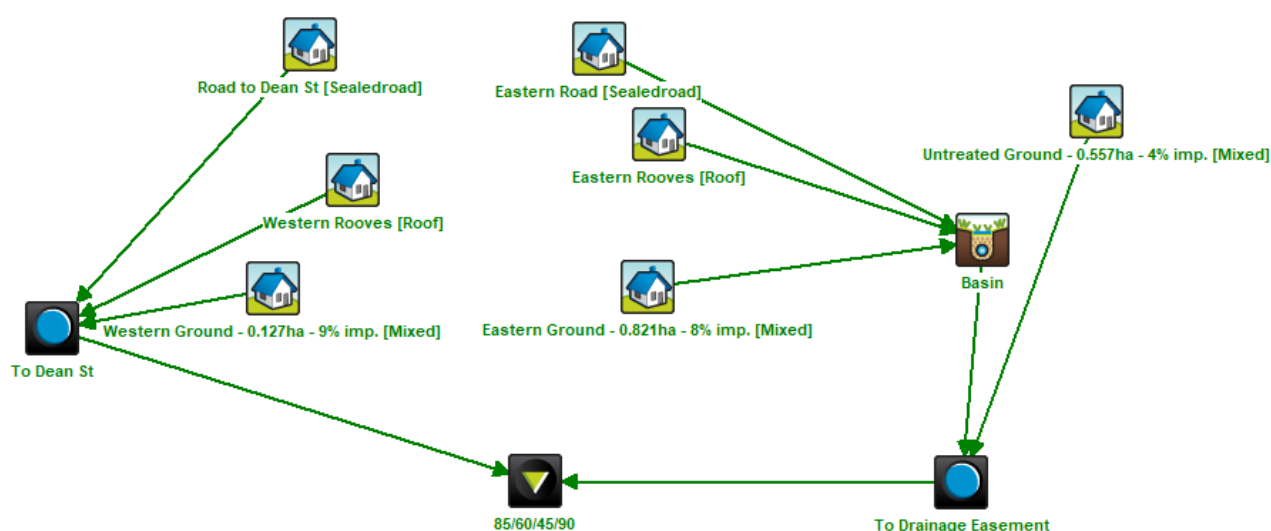 Road to Dean St [Sealedroad]
Eastern Road [Sealedroad]
Eastern Rooves [Roof]
Untreated Ground - 0.557ha - 4% imp. [Mixed]
Western Rooves [Roof]
Basin
Western Ground - 0.127ha - 9% imp. [Mixed]
Eastern Ground - 0.821ha - 8% imp. [Mixed]
To Dean St
85/60/45/90
To Drainage Easement